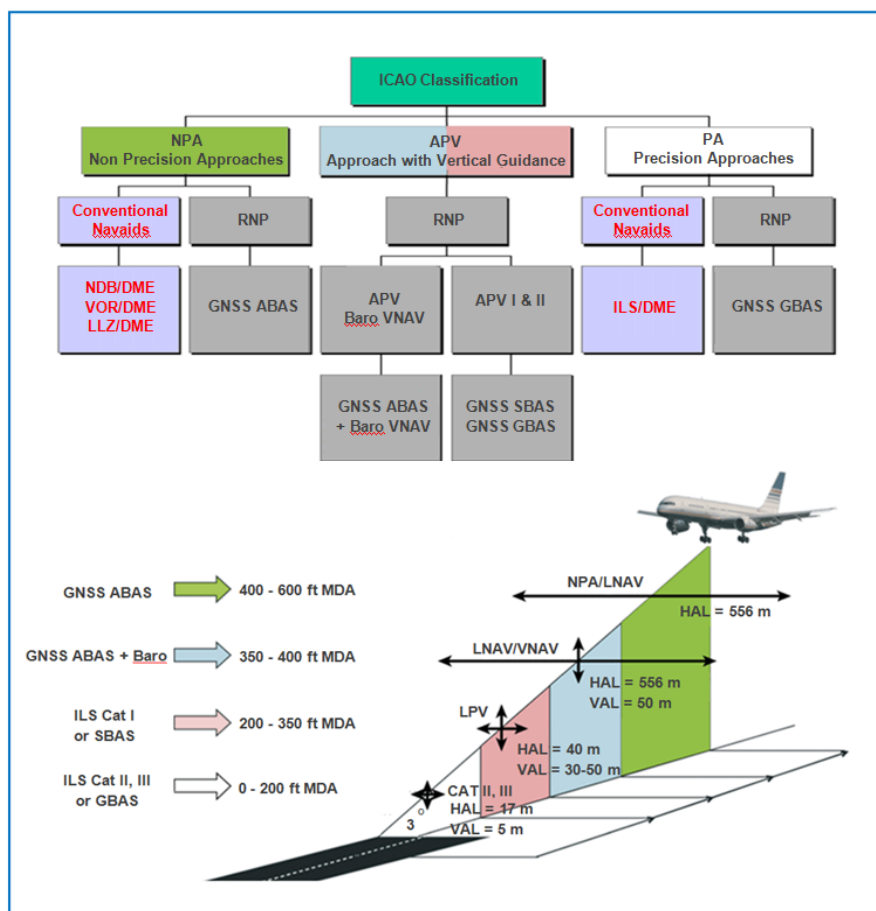 ICAO Classification
NPA
Non Precision Approaches
APV
Approach with Vertical Guidance
PA
Precision Approaches
Conventional
Navaids
RNP
RNP
Conventional
Navaids
RNP
NDB/DME
VOR/DME
LLZ/DME
GNSS ABAS
APV
Baro VNAV
APV I & II
ILS/DME
GNSS GBAS
GNSS ABAS
+ Baro VNAV
GNSS SBAS
GNSS GBAS
GNSS ABAS
400 - 600 ft MDA
GNSS ABAS + Baro
350 - 400 ft MDA
ILS Cat I
or SBAS
200 - 350 ft MDA
ILS Cat II, III
or GBAS
0 - 200 ft MDA
NPA/LNAV
HAL = 556 m
LNAV/VNAV
HAL = 556 m
VAL = 50 m
LPV
HAL = 40 m
VAL = 30-50 m
CAT II, III
HAL = 17 m
VAL = 5 m
3°